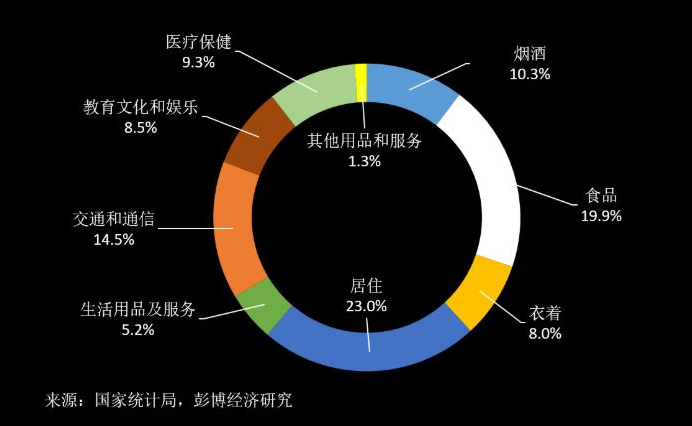 医疗保健
9.3%
烟酒
10.3%
教育文化和娱乐
8.5%
其他用品和服务
1.3%
食品
19.9%
交通和通信
14.5%
居住
23.0%
生活用品及服务
5.2%
衣着
8.0%
来源：国家统计局，彭博经济研究